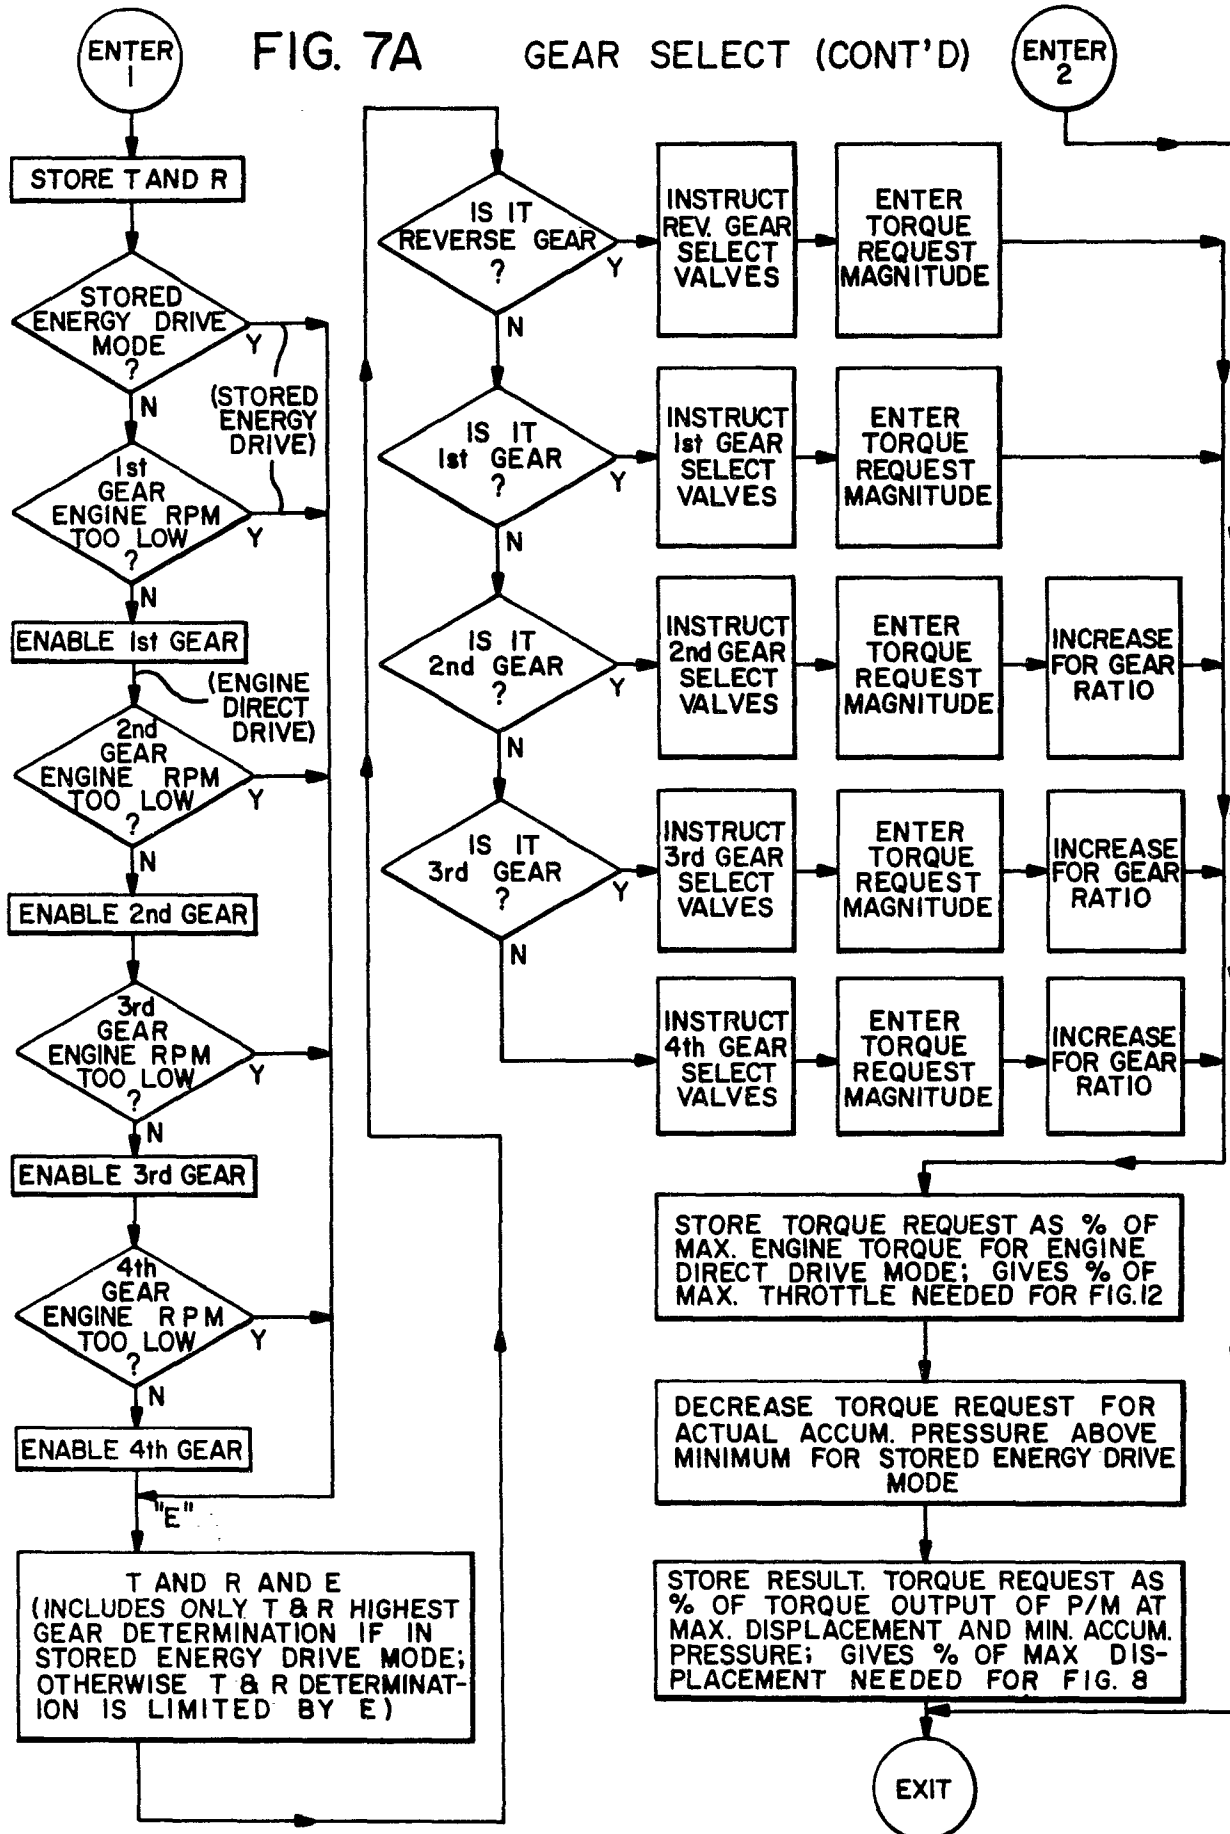 ENTER
1
FIG. 7A
GEAR SELECT (CONT'D)
ENTER
2
STORE T AND R
STORED
ENERGY DRIVE
MODE
?
Y
N
(STORED
ENERGY
DRIVE)
1st
GEAR
ENGINE RPM
TOO LOW
?
Y
N
ENABLE 1st GEAR
(ENGINE
DIRECT
DRIVE)
2nd
GEAR
ENGINE RPM
TOO LOW
?
Y
N
ENABLE 2nd GEAR
3rd
GEAR
ENGINE RPM
TOO LOW
?
Y
N
ENABLE 3rd GEAR
4th
GEAR
ENGINE RPM
TOO LOW
?
Y
N
ENABLE 4th GEAR
"E"
T AND R AND E
(INCLUDES ONLY T & R HIGHEST
GEAR DETERMINATION IF IN
STORED ENERGY DRIVE MODE;
OTHERWISE T & R DETERMINAT-
ION IS LIMITED BY E)
IS IT
REVERSE GEAR
?
Y
N
INSTRUCT
REV. GEAR
SELECT
VALVES
ENTER
TORQUE
REQUEST
MAGNITUDE
IS IT
1st GEAR
?
Y
N
INSTRUCT
1st GEAR
SELECT
VALVES
ENTER
TORQUE
REQUEST
MAGNITUDE
IS IT
2nd GEAR
?
Y
N
INSTRUCT
2nd GEAR
SELECT
VALVES
ENTER
TORQUE
REQUEST
MAGNITUDE
INCREASE
FOR GEAR
RATIO
IS IT
3rd GEAR
?
Y
N
INSTRUCT
3rd GEAR
SELECT
VALVES
ENTER
TORQUE
REQUEST
MAGNITUDE
INCREASE
FOR GEAR
RATIO
INSTRUCT
4th GEAR
SELECT
VALVES
ENTER
TORQUE
REQUEST
MAGNITUDE
INCREASE
FOR GEAR
RATIO
STORE TORQUE REQUEST AS % OF
MAX. ENGINE TORQUE FOR ENGINE
DIRECT DRIVE MODE; GIVES % OF
MAX. THROTTLE NEEDED FOR FIG.12
DECREASE TORQUE REQUEST FOR
ACTUAL ACCUM. PRESSURE ABOVE
MINIMUM FOR STORED ENERGY DRIVE
MODE
STORE RESULT. TORQUE REQUEST AS
% OF TORQUE OUTPUT OF P/M AT
MAX. DISPLACEMENT AND MIN. ACCUM.
PRESSURE; GIVES % OF MAX DIS-
PLACEMENT NEEDED FOR FIG. 8
EXIT